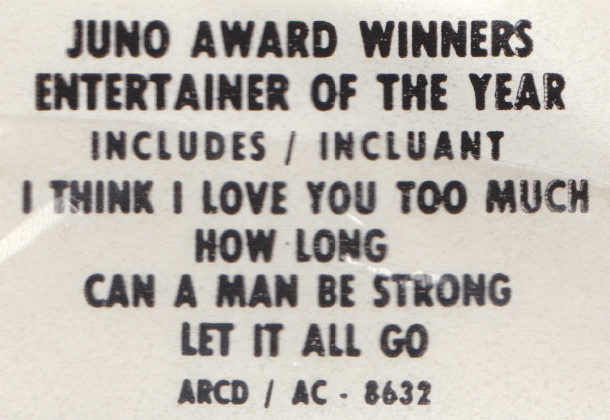 JUNO AWARD WINNERS
ENTERTAINER OF THE YEAR
INCLUDES / INCLUANT
I THINK I LOVE YOU TOO MUCH
HOW LONG
CAN A MAN BE STRONG
LET IT ALL GO
ARCD / AC - 8632